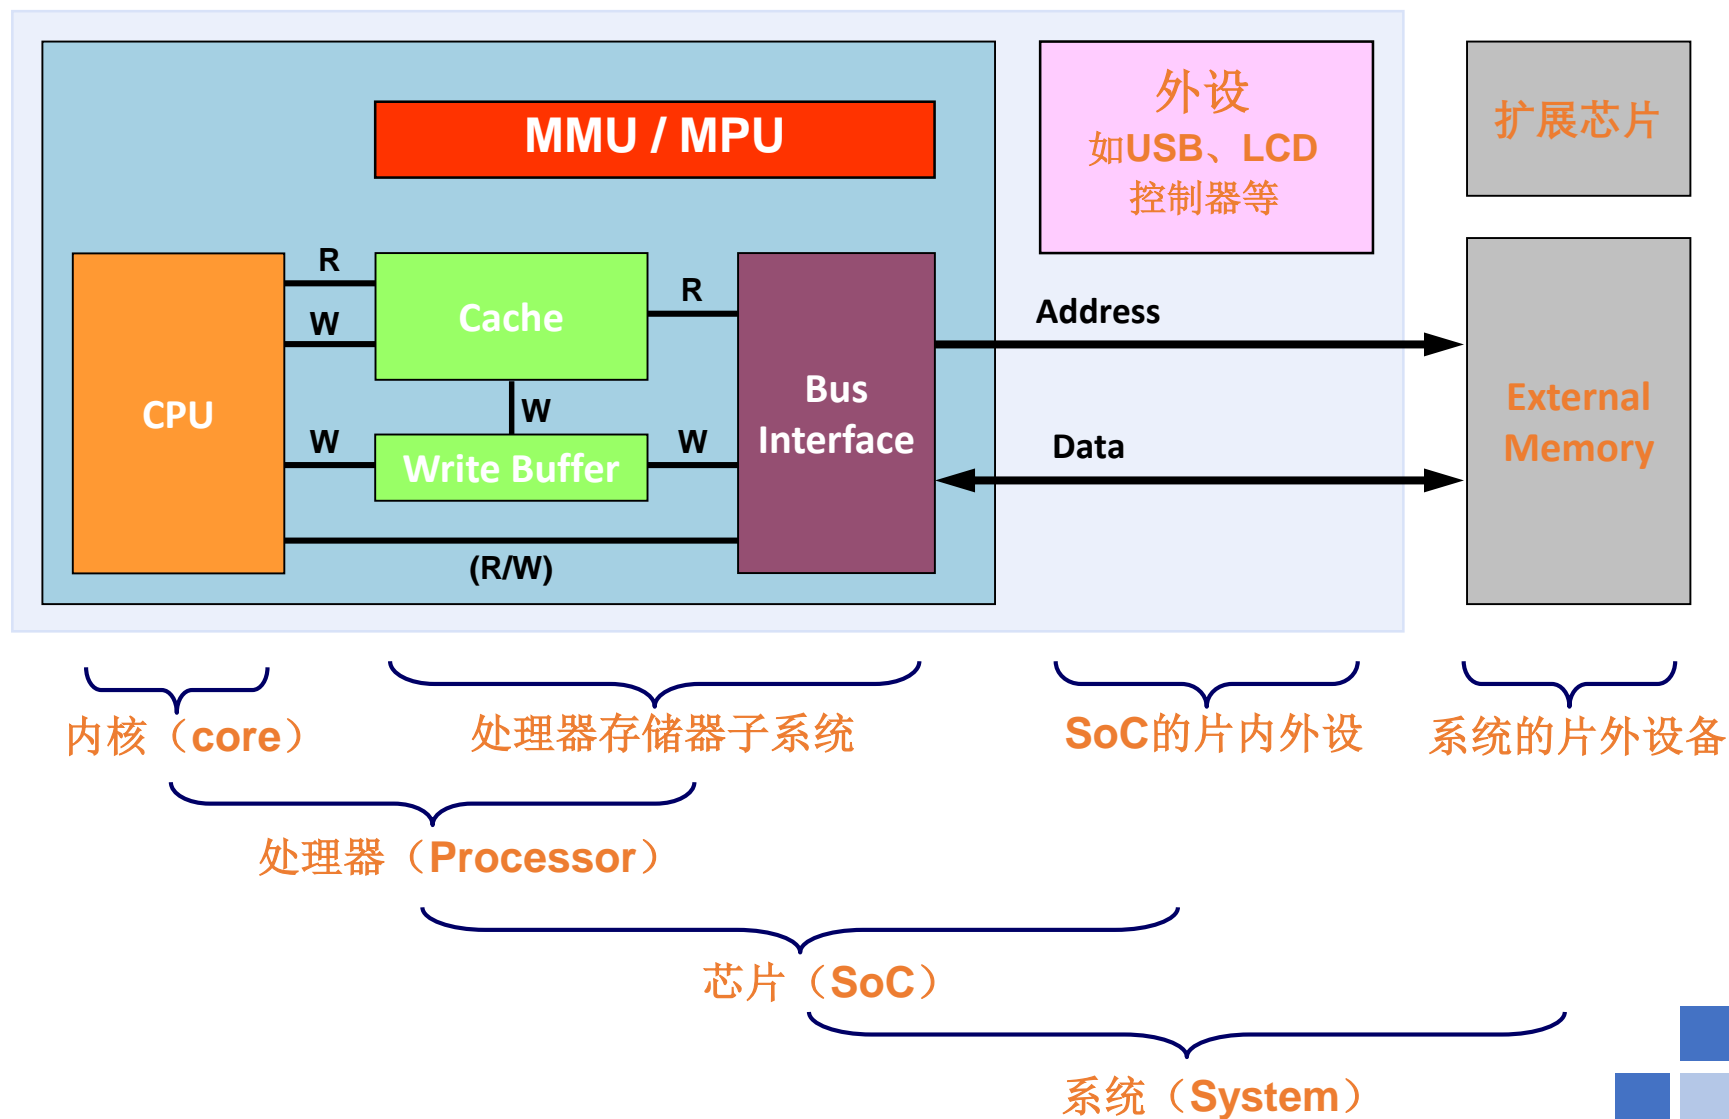 MMU / MPU
外设
如USB、LCD
控制器等
扩展芯片
R
W
Cache
R
CPU
W
W
Write Buffer
W
(R/W)
Bus
Interface
Address
Data
External
Memory
内核（core）
处理器存储器子系统
SoC的片内外设
系统的片外设备
处理器（Processor）
芯片（SoC）
系统（System）